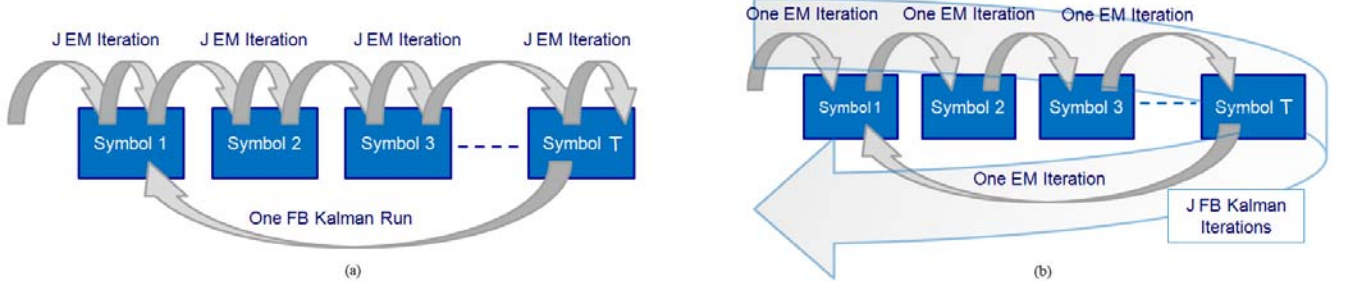 J EM Iteration
J EM Iteration
J EM Iteration
J EM Iteration
Symbol 1
Symbol 2
Symbol 3
Symbol T
One FB Kalman Run
(a)
One EM Iteration
One EM Iteration
One EM Iteration
Symbol 1
Symbol 2
Symbol 3
Symbol T
One EM Iteration
J FB Kalman
Iterations
(b)